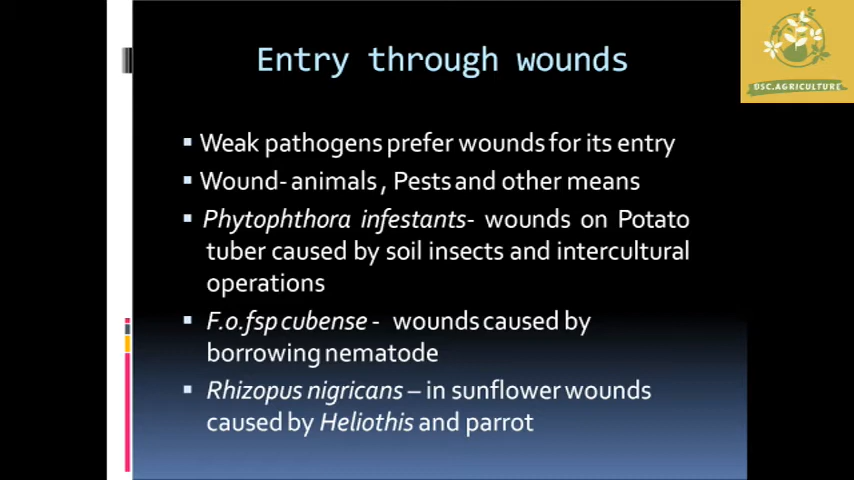 Entry through wounds
DSC.AGRICULTURE
▪ Weak pathogens prefer wounds for its entry
▪ Wound- animals , Pests and other means
▪ Phytophthora infestants- wounds on Potato
tuber caused by soil insects and intercultural
operations
▪ F.o.fsp cubense - wounds caused by
borrowing nematode
▪ Rhizopus nigricans – in sunflower wounds
caused by Heliothis and parrot